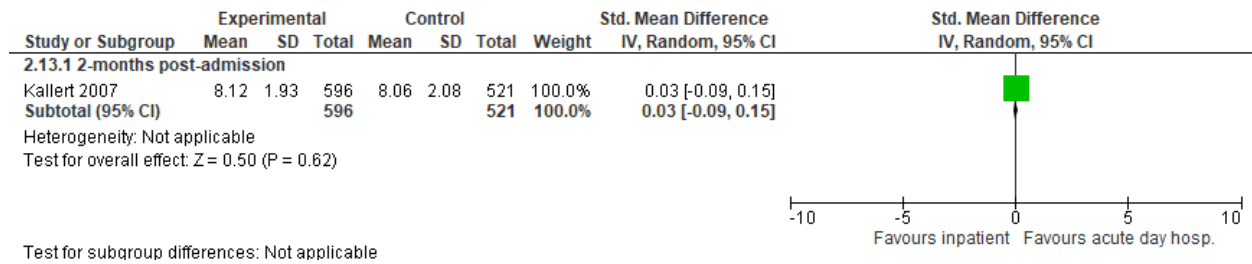 Experimental Control Std. Mean Difference Std. Mean Difference
Study or Subgroup Mean SD Total Mean SD Total Weight IV, Random, 95% CI IV, Random, 95% CI
2.13.1 2-months post-admission
Kallert 2007 8.12 1.93 596 8.06 2.08 521 100.0% 0.03 [-0.09, 0.15]
Subtotal (95% CI) 596 521 100.0% 0.03 [-0.09, 0.15]
Heterogeneity: Not applicable
Test for overall effect: Z = 0.50 (P = 0.62)
-10 -5 0 5 10
Favours inpatient Favours acute day hosp.
Test for subgroup differences: Not applicable